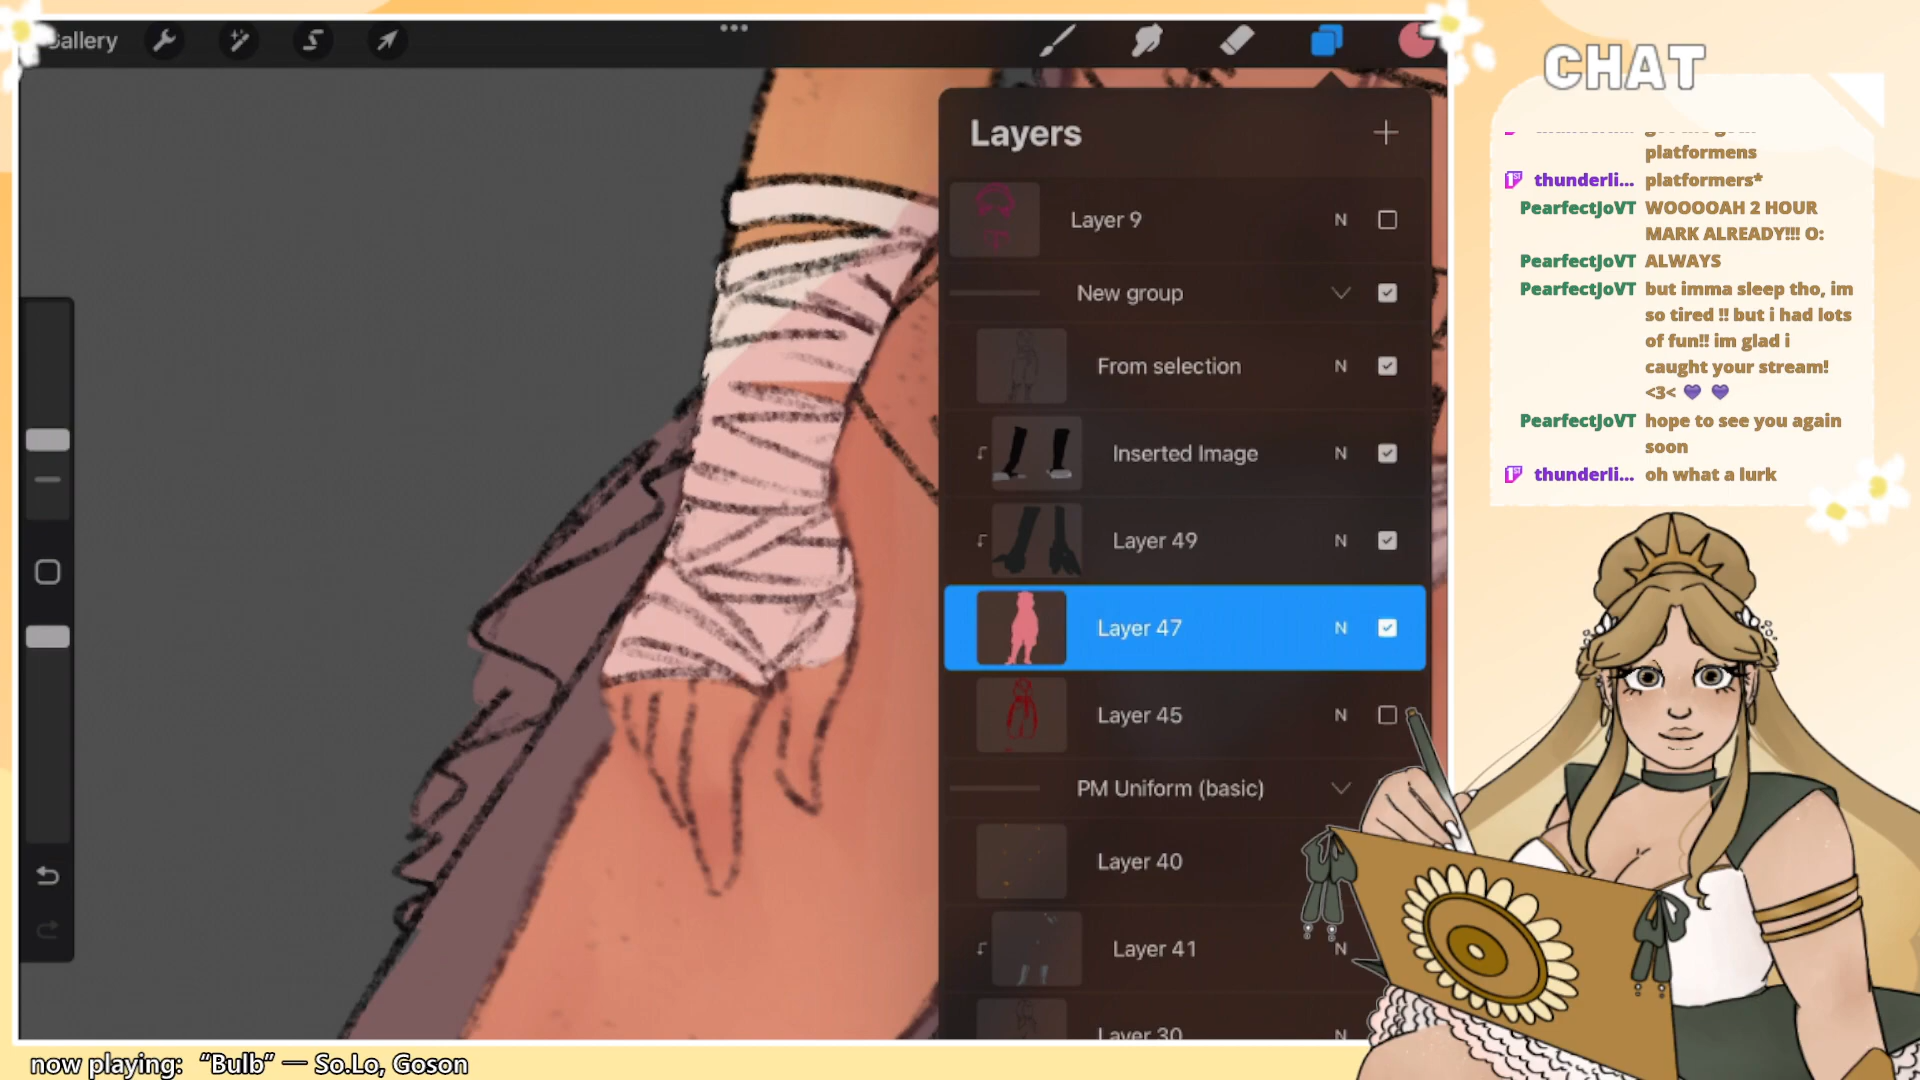 Gallery
Layers
Layer 9 N
New group
From selection N
Inserted Image N
Layer 49 N
Layer 47 N
Layer 45 N
PM Uniform (basic)
Layer 40
Layer 41 N
Layer 30 N
CHAT
platformens
thunderli... platformers*
PearfectJoVT WOOOOAH 2 HOUR
MARK ALREADY!!! O:
PearfectJoVT ALWAYS
PearfectJoVT but imma sleep tho, im
so tired !! but i had lots
of fun!! im glad i
caught your stream!
<3< 💜 💜
PearfectJoVT hope to see you again
soon
thunderli... oh what a lurk
now playing: “Bulb” — So.Lo, Goson